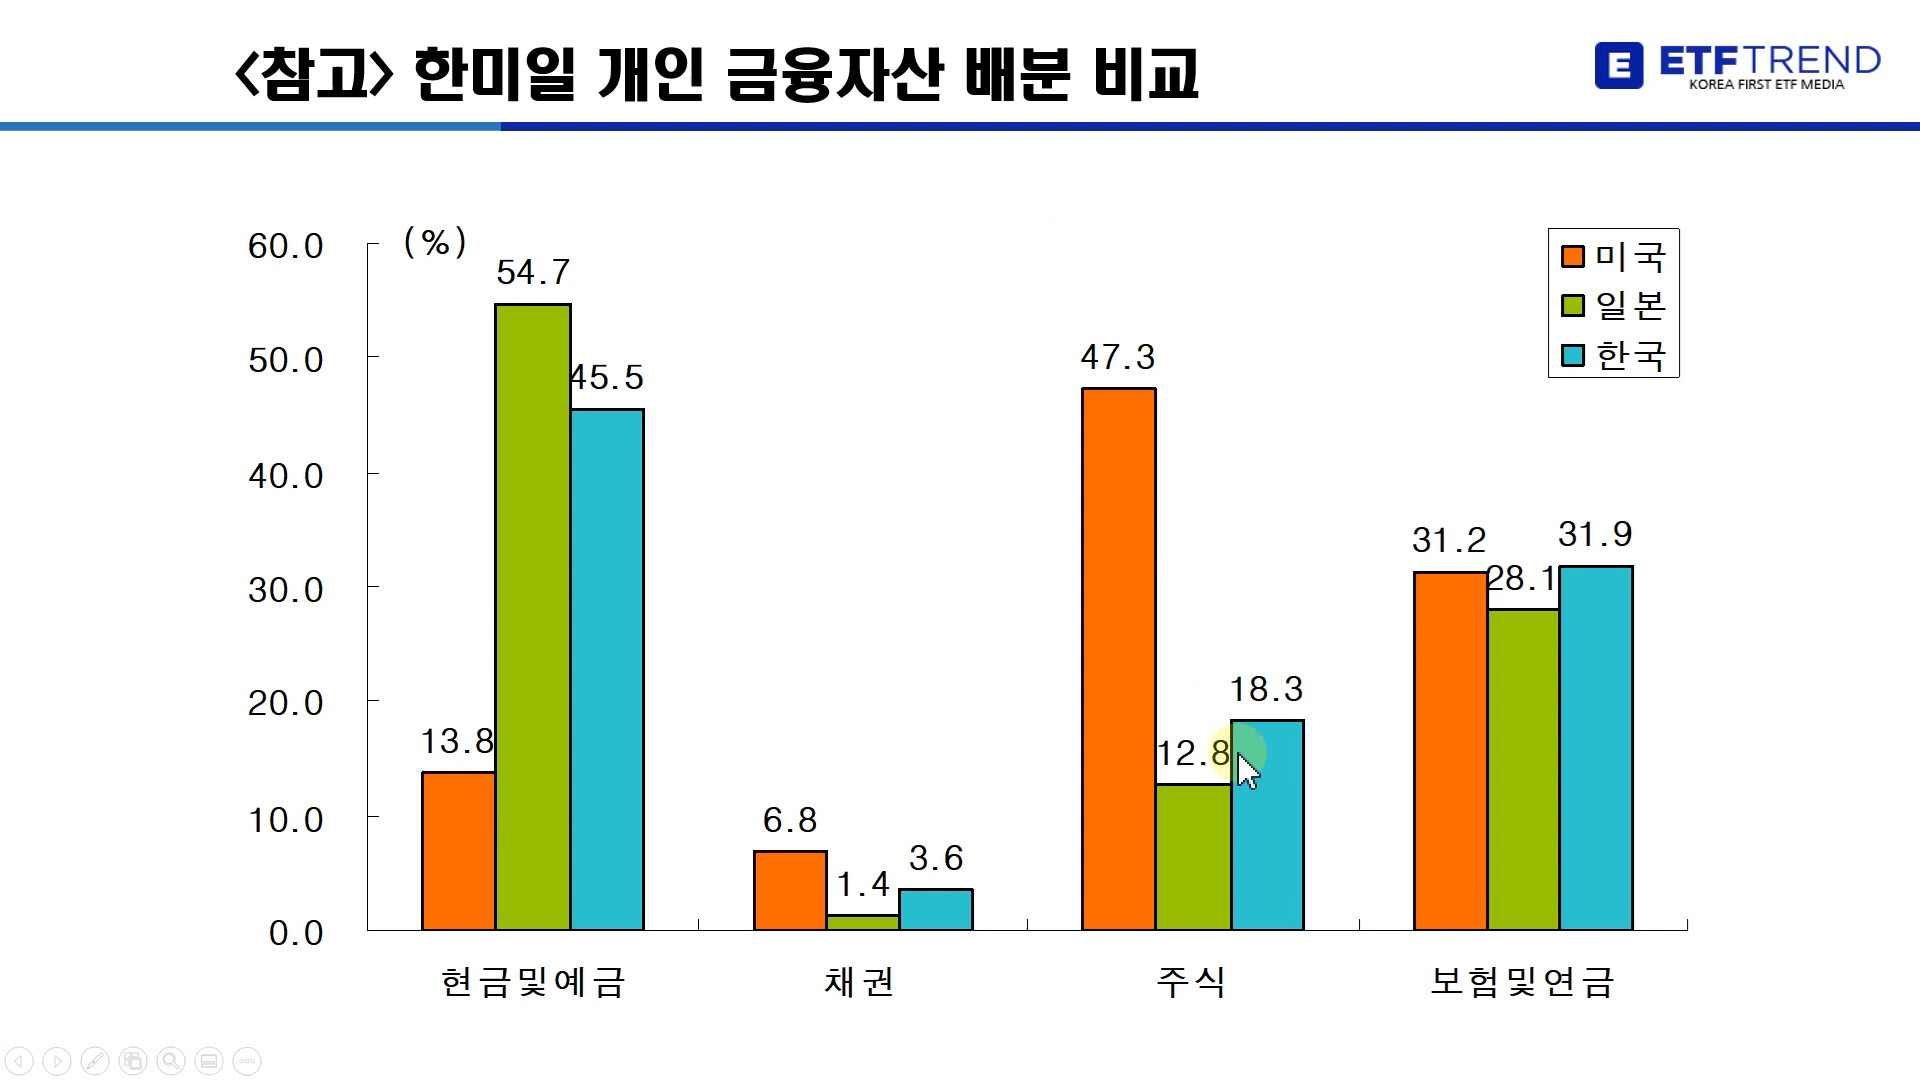 <참고> 한미일 개인 금융자산 배분 비교
E ETFTREND
KOREA FIRST ETF MEDIA
(%)
60.0
50.0
40.0
30.0
20.0
10.0
0.0
미국
일본
한국
13.8
54.7
45.5
6.8
1.4
3.6
47.3
12.8
18.3
31.2
28.1
31.9
현금및예금
채권
주식
보험및연금